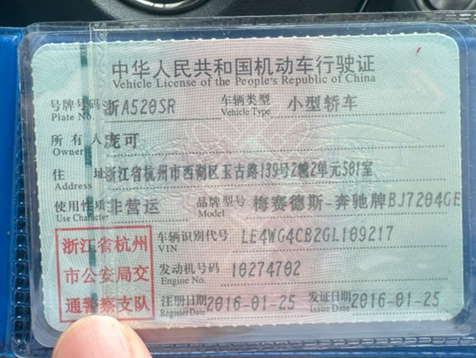 中华人民共和国机动车行驶证
Vehicle License of the People's Republic of China
号牌号码 浙A520SR 车辆类型 小型轿车
Plate No. Vehicle Type
所有人 庞可
Owner
住址 浙江省杭州市西湖区玉古路139号2幢2单元501室
Address
使用性质 非营运 品牌型号 梅赛德斯-奔驰牌BJ7204GE
Use Character Model
浙江省杭州市公安局交通警察支队
车辆识别代号 LE4WG4CB2GL109217
VIN
发动机号码 10274702
Engine No.
注册日期 2016-01-25 发证日期 2016-01-25
Register Date Issue Date